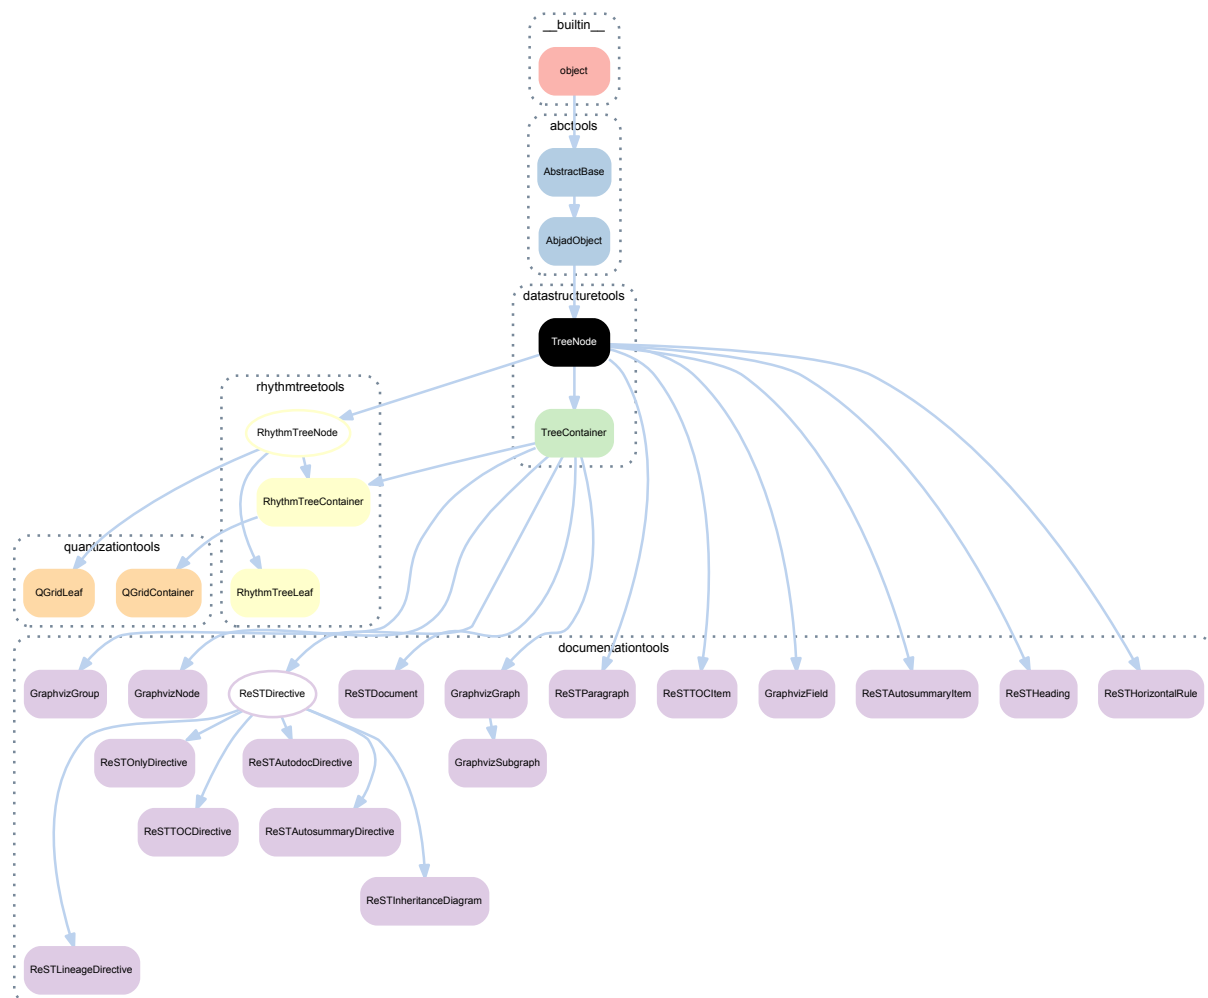 __builtin__
object
abctools
AbstractBase
AbjadObject
datastructuretools
TreeNode
rhythmtreetools
RhythmTreeNode
TreeContainer
RhythmTreeContainer
quantizationtools
QGridLeaf
QGridContainer
RhythmTreeLeaf
documentationtools
GraphvizGroup
GraphvizNode
ReSTDirective
ReSTDocument
GraphvizGraph
ReSTParagraph
ReSTTOCItem
GraphvizField
ReSTAutosummaryItem
ReSTHeading
ReSTHorizontalRule
ReSTOnlyDirective
ReSTAutodocDirective
GraphvizSubgraph
ReSTTOCDirective
ReSTAutosummaryDirective
ReSTInheritanceDiagram
ReSTLineageDirective